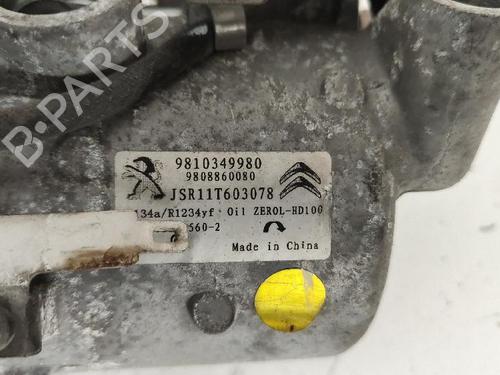 B-PARTS
9810349980
9808860080
JSR11T603078
134a/R1234yf Oil ZEROL-HD100
560-2
Made in China